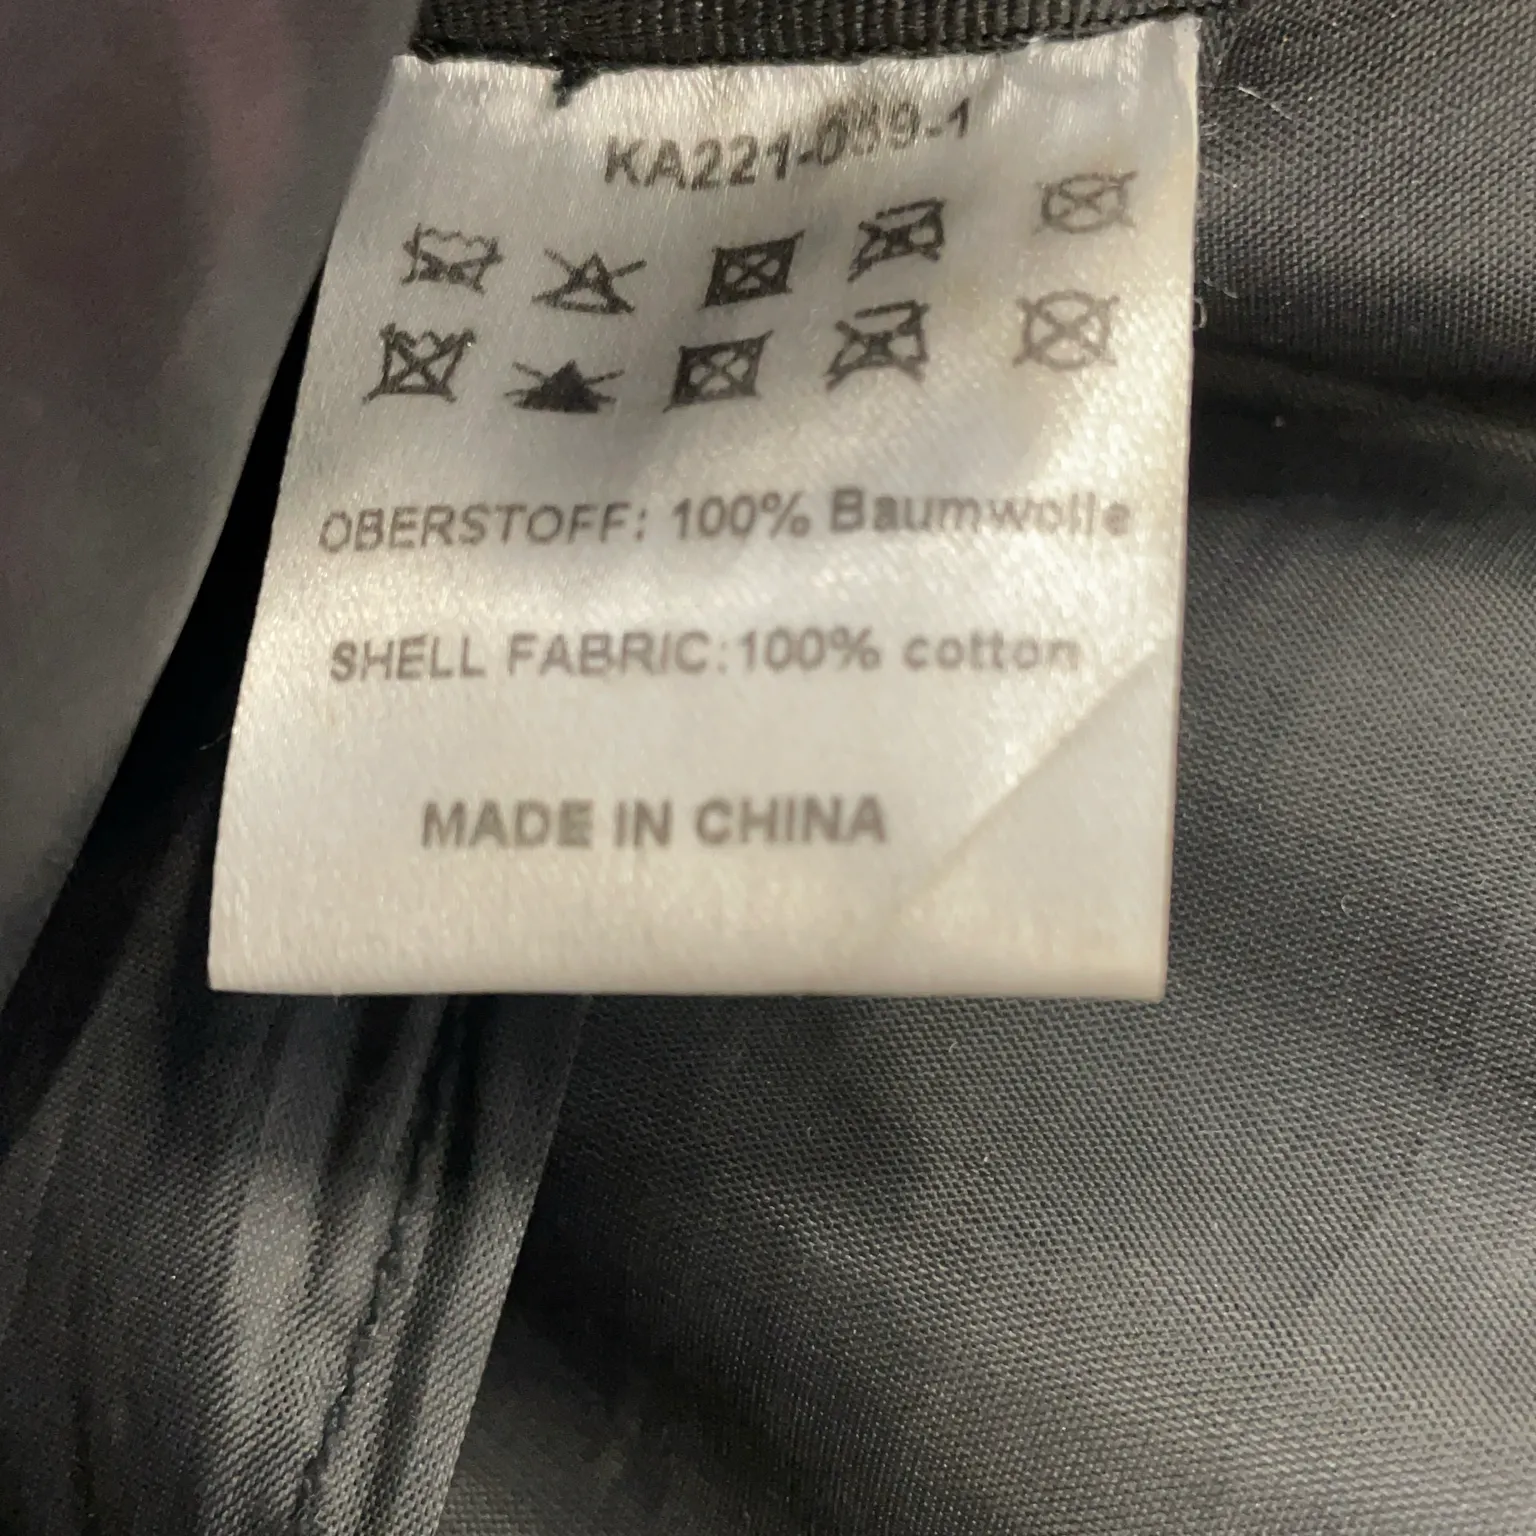 OBERSTOFF: 100% Baumwolle
SHELL FABRIC:100% cotton
MADE IN CHINA